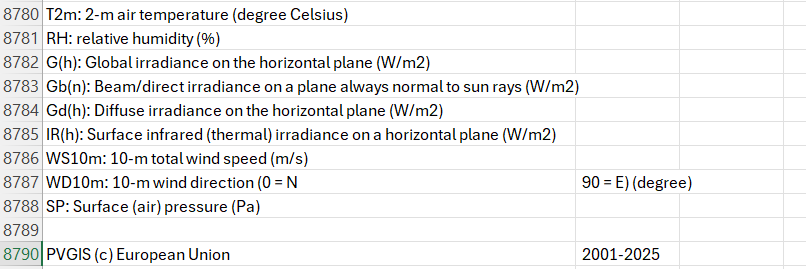 8780 T2m: 2-m air temperature (degree Celsius)
8781 RH: relative humidity (%)
8782 G(h): Global irradiance on the horizontal plane (W/m2)
8783 Gb(n): Beam/direct irradiance on a plane always normal to sun rays (W/m2)
8784 Gd(h): Diffuse irradiance on the horizontal plane (W/m2)
8785 IR(h): Surface infrared (thermal) irradiance on a horizontal plane (W/m2)
8786 WS10m: 10-m total wind speed (m/s)
8787 WD10m: 10-m wind direction (0 = N 90 = E) (degree)
8788 SP: Surface (air) pressure (Pa)
8789
8790 PVGIS (c) European Union 2001-2025